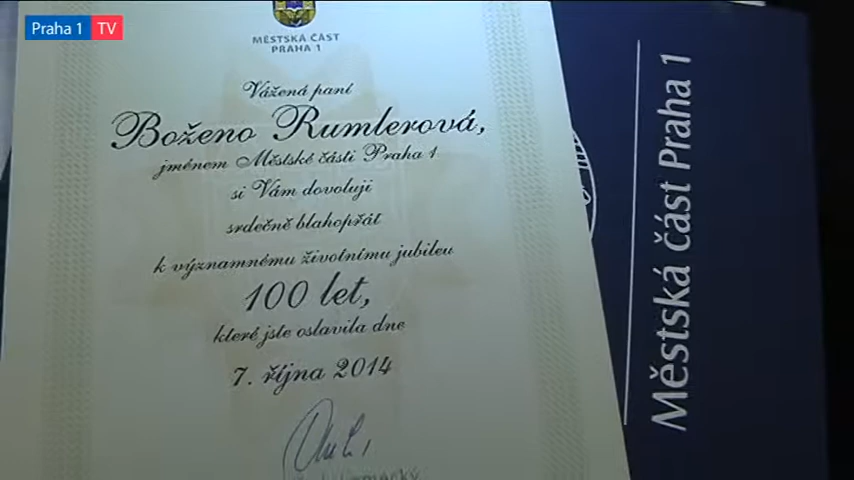 Praha 1 TV
MĚSTSKÁ ČÁST
PRAHA 1
Vážená paní
Boženo Rumlerová,
jménem Městské části Praha 1
si Vám dovoluji
srdečně blahopřát
k významnému životnímu jubileu
100 let,
které jste oslavila dne
7. října 2014
Městská část Praha 1